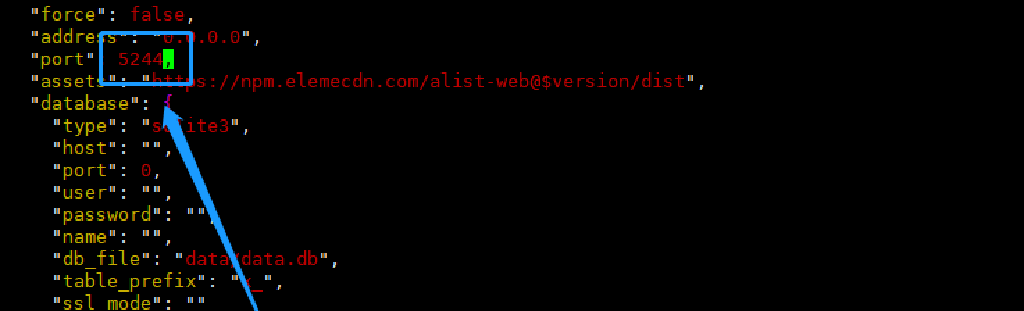 "force": false,
"address": "0.0.0.0",
"port": 5244,
"assets": "https://npm.elemecdn.com/alist-web@$version/dist",
"database": {
"type": "sqlite3",
"host": "",
"port": 0,
"user": "",
"password": "",
"name": "",
"db_file": "data/data.db",
"table_prefix":
"ssl_mode": ""